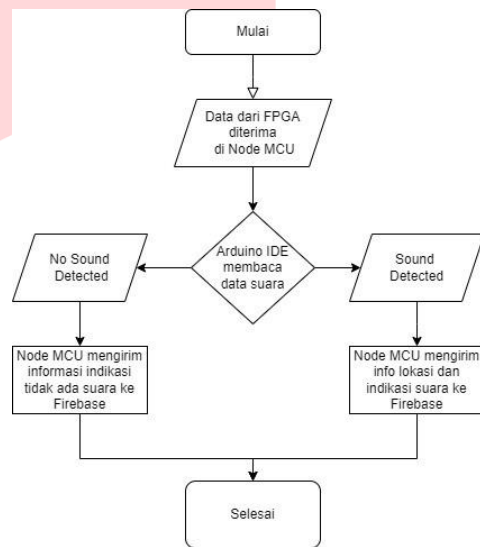 Mulai
Data dari FPGA
diterima
di Node MCU
Arduino IDE
membaca
data suara
No Sound
Detected
Sound
Detected
Node MCU mengirim
informasi indikasi
tidak ada suara ke
Firebase
Node MCU mengirim
info lokasi dan
indikasi suara ke
Firebase
Selesai